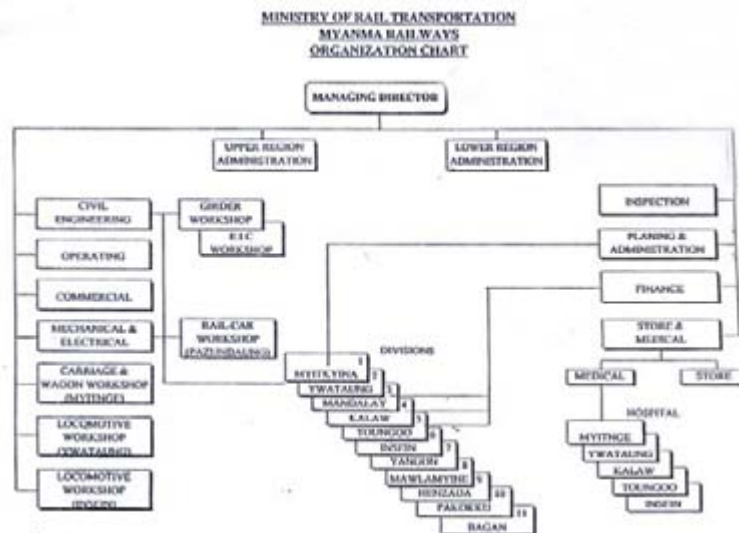 MINISTRY OF RAIL TRANSPORTATION
MYANMA RAILWAYS
ORGANIZATION CHART
MANAGING DIRECTOR
UPPER REGION
ADMINISTRATION
LOWER REGION
ADMINISTRATION
CIVIL
ENGINEERING
GIRDER
WORKSHOP
WORKSHOP
OPERATING
COMMERCIAL
MECHANICAL &
ELECTRICAL
RAIL-CAR
WORKSHOP
(PAZUNDAUNG)
CARRIAGE &
WAGON WORKSHOP
(MYITNGE)
LOCOMOTIVE
WORKSHOP
(YWATAUNG)
LOCOMOTIVE
WORKSHOP
(INSEIN)
INSPECTION
PLANING &
ADMINISTRATION
FINANCE
STORE &
MEDICAL
MEDICAL
STORE
DIVISIONS
1
MYITKYINA
2
YWATAUNG
3
MANDALAY
4
KALAW
5
TOUNGOO
6
INSEIN
7
YANGON
8
MAWLAMYINE
9
HENZADA
10
PAKOKKU
11
BAGAN
HOSPITAL
MYITNGE
YWATAUNG
KALAW
TOUNGOO
INSEIN